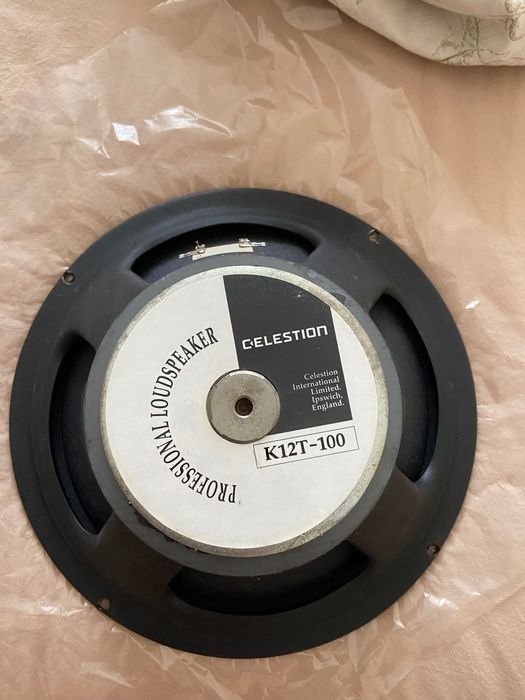 PROFESSIONAL LOUDSPEAKER
CELESTION
Celestion
International
Limited.
Ipswich,
England.
K12T-100